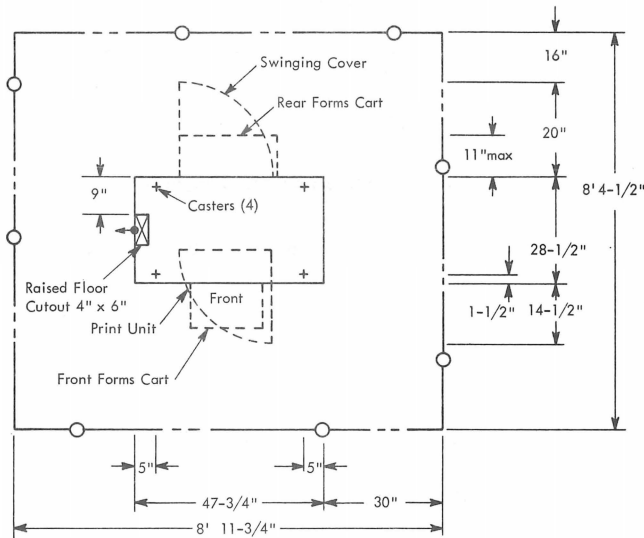 16"
Swinging Cover
Rear Forms Cart
20"
11"max
9"
8' 4-1/2"
Casters (4)
28-1/2"
Raised Floor
Cutout 4" x 6"
Front
1-1/2"
14-1/2"
Print Unit
Front Forms Cart
5"
5"
47-3/4"
30"
8' 11-3/4"